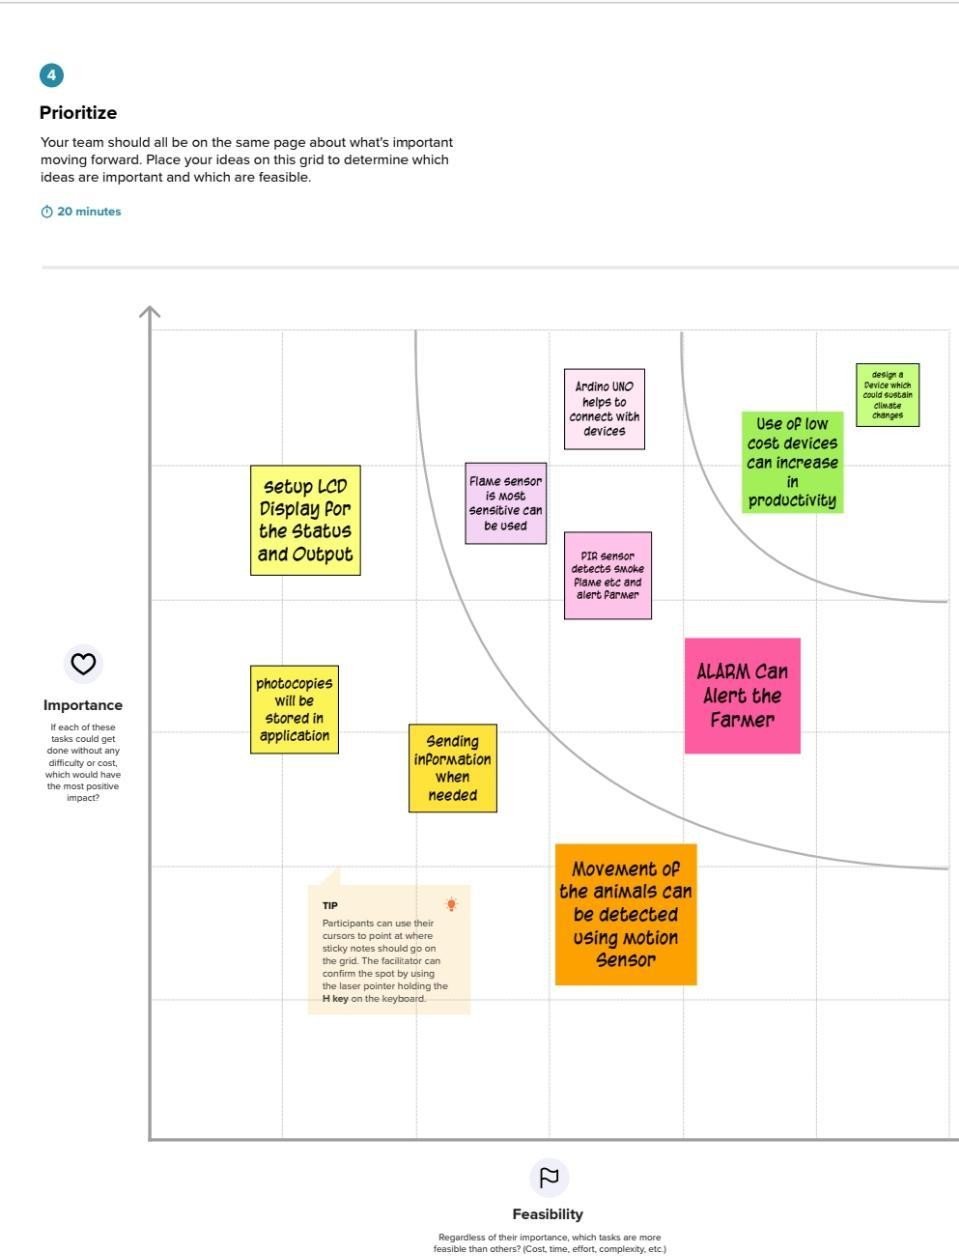 4
Prioritize
Your team should all be on the same page about what's important
moving forward. Place your ideas on this grid to determine which
ideas are important and which are feasible.
20 minutes
design a
Device which
could sustain
climate
changes
Ardino UNO
helps to
connect with
devices
Use of low
cost devices
can increase
in
productivity
setup LCD
Display for
the Status
and Output
Flame sensor
is most
sensitive can
be used
PIR sensor
detects smoke
flame etc and
alert farmer
ALARM Can
Alert the
Farmer
photocopies
will be
stored in
application
Sending
information
when
needed
Importance
If each of these
tasks could get
done without any
difficulty or cost,
which would have
the most positive
impact?
Movement of
the animals can
be detected
using motion
Sensor
TIP
Participants can use their
cursors to point at where
sticky notes should go on
the grid. The facilitator can
confirm the spot by using
the laser pointer holding the
H key on the keyboard.
Feasibility
Regardless of their importance, which tasks are more
feasible than others? (Cost, time, effort, complexity, etc.)